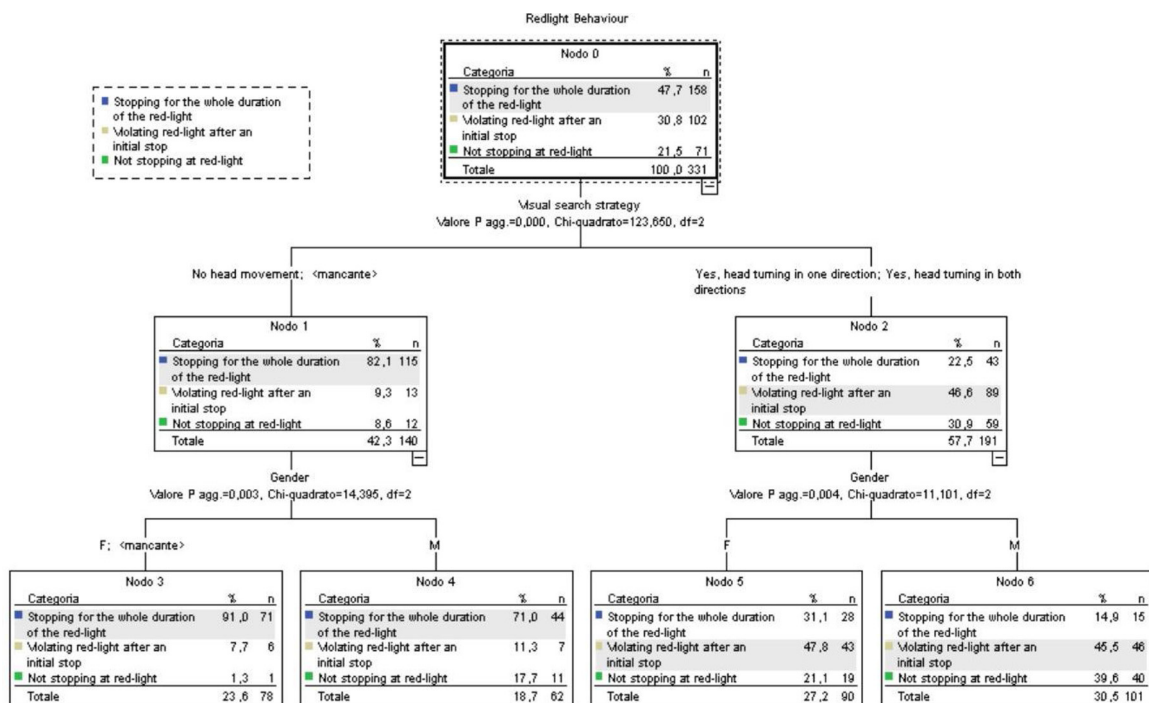 Redlight Behaviour
Nodo 0
Categoria % n
Stopping for the whole duration
of the red-light 47,7 158
Violating red-light after an
initial stop 30,8 102
Not stopping at red-light 21,5 71
Totale 100,0 331
Stopping for the whole duration
of the red-light
Violating red-light after an
initial stop
Not stopping at red-light
Visual search strategy
Valore P agg.=0,000, Chi-quadrato=123,650, df=2
No head movement; <mancante>
Yes, head turning in one direction; Yes, head turning in both
directions
Nodo 1
Categoria % n
Stopping for the whole duration 82,1 115
of the red-light
Violating red-light after an 9,3 13
initial stop
Not stopping at red-light 8,6 12
Totale 42,3 140
Nodo 2
Categoria % n
Stopping for the whole duration 22,5 43
of the red-light
Violating red-light after an 46,6 89
initial stop
Not stopping at red-light 30,9 59
Totale 57,7 191
Gender
Valore P agg.=0,003, Chi-quadrato=14,395, df=2
Gender
Valore P agg.=0,004, Chi-quadrato=11,101, df=2
F; <mancante>
M
F
M
Nodo 3
Categoria % n
Stopping for the whole duration 91,0 71
of the red-light
Violating red-light after an 7,7 6
initial stop
Not stopping at red-light 1,3 1
Totale 23,6 78
Nodo 4
Categoria % n
Stopping for the whole duration 71,0 44
of the red-light
Violating red-light after an 11,3 7
initial stop
Not stopping at red-light 17,7 11
Totale 18,7 62
Nodo 5
Categoria % n
Stopping for the whole duration 31,1 28
of the red-light
Violating red-light after an 47,8 43
initial stop
Not stopping at red-light 21,1 19
Totale 27,2 90
Nodo 6
Categoria % n
Stopping for the whole duration 14,9 15
of the red-light
Violating red-light after an 45,5 46
initial stop
Not stopping at red-light 39,6 40
Totale 30,5 101